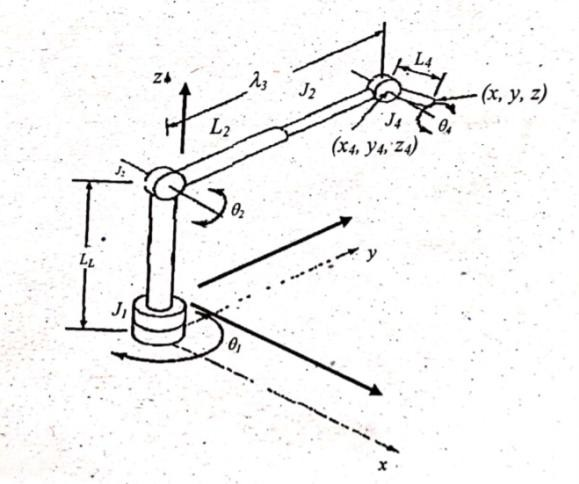 z
λ3
J2
L4
L2
(x, y, z)
J4
θ4
(x4, y4, z4)
J2
θ2
LL
y
J1
θ1
x